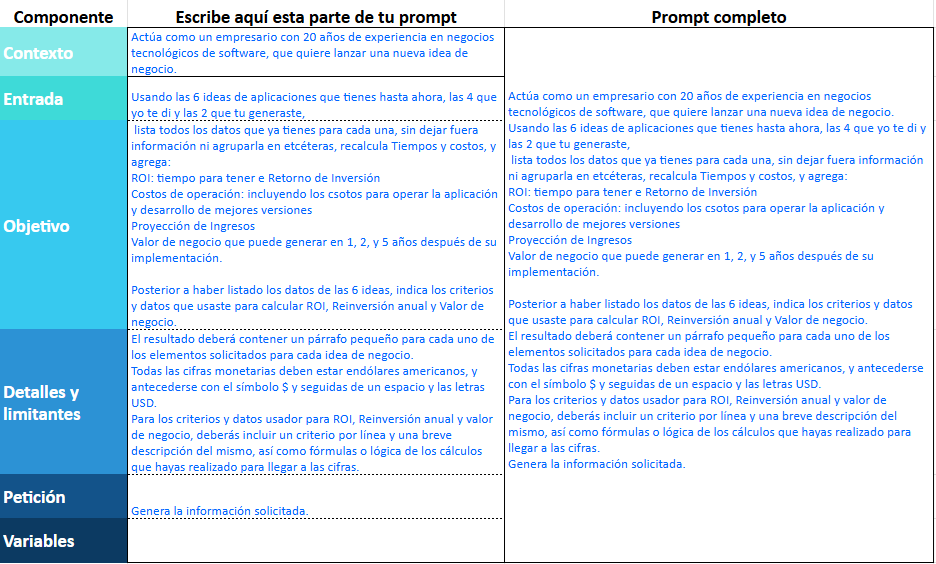 Componente
Escribe aquí esta parte de tu prompt
Prompt completo
Contexto
Actúa como un empresario con 20 años de experiencia en negocios
tecnológicos de software, que quiere lanzar una nueva idea de
negocio.
Entrada
Usando las 6 ideas de aplicaciones que tienes hasta ahora, las 4 que
yo te di y las 2 que tu generaste,
Objetivo
lista todos los datos que ya tienes para cada una, sin dejar fuera
información ni agruparla en etcéteras, recalcula Tiempos y costos, y
agrega:
ROI: tiempo para tener e Retorno de Inversión
Costos de operación: incluyendo los csotos para operar la aplicación
y desarrollo de mejores versiones
Proyección de Ingresos
Valor de negocio que puede generar en 1, 2, y 5 años después de su
implementación.
Posterior a haber listado los datos de las 6 ideas, indica los criterios
y datos que usaste para calcular ROI, Reinversión anual y Valor de
negocio.
Detalles y
limitantes
El resultado deberá contener un párrafo pequeño para cada uno de
los elementos solicitados para cada idea de negocio.
Todas las cifras monetarias deben estar endólares americanos, y
antecederse con el símbolo $ y seguidas de un espacio y las letras
USD.
Para los criterios y datos usador para ROI, Reinversión anual y valor
de negocio, deberás incluir un criterio por línea y una breve
descripción del mismo, así como fórmulas o lógica de los cálculos
que hayas realizado para llegar a las cifras.
Petición
Genera la información solicitada.
Variables
Actúa como un empresario con 20 años de experiencia en negocios
tecnológicos de software, que quiere lanzar una nueva idea de negocio.
Usando las 6 ideas de aplicaciones que tienes hasta ahora, las 4 que yo te di y
las 2 que tu generaste,
lista todos los datos que ya tienes para cada una, sin dejar fuera información
ni agruparla en etcéteras, recalcula Tiempos y costos, y agrega:
ROI: tiempo para tener e Retorno de Inversión
Costos de operación: incluyendo los csotos para operar la aplicación y
desarrollo de mejores versiones
Proyección de Ingresos
Valor de negocio que puede generar en 1, 2, y 5 años después de su
implementación.
Posterior a haber listado los datos de las 6 ideas, indica los criterios y datos
que usaste para calcular ROI, Reinversión anual y Valor de negocio.
El resultado deberá contener un párrafo pequeño para cada uno de los
elementos solicitados para cada idea de negocio.
Todas las cifras monetarias deben estar endólares americanos, y antecederse
con el símbolo $ y seguidas de un espacio y las letras USD.
Para los criterios y datos usador para ROI, Reinversión anual y valor de
negocio, deberás incluir un criterio por línea y una breve descripción del
mismo, así como fórmulas o lógica de los cálculos que hayas realizado para
llegar a las cifras.
Genera la información solicitada.